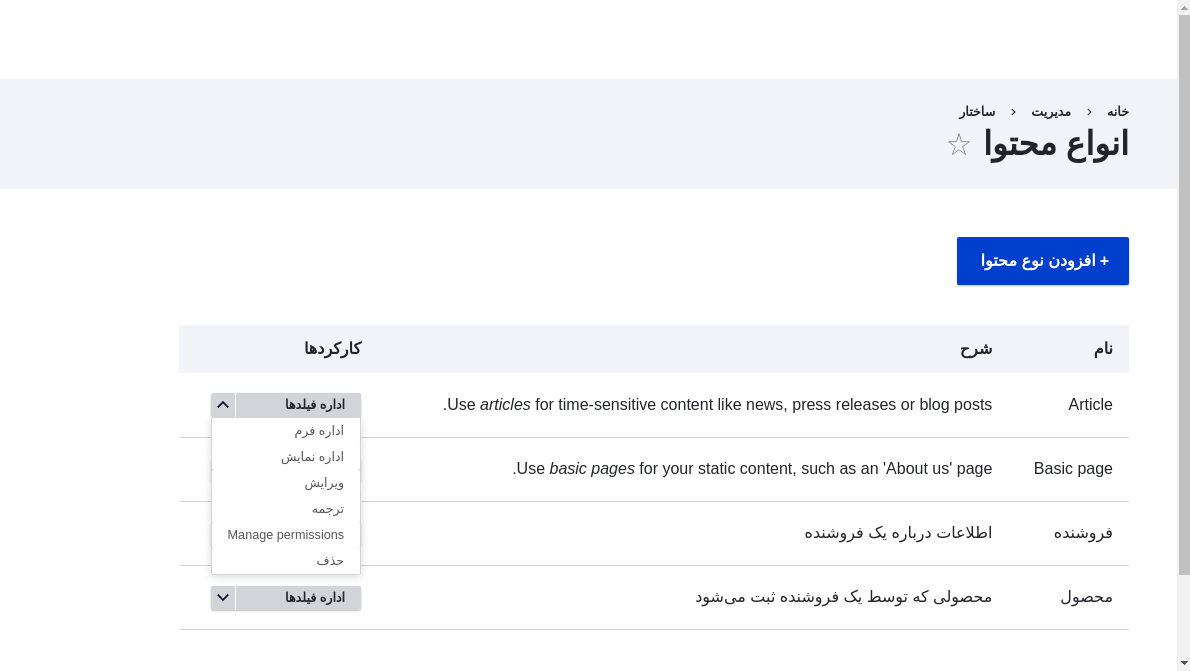 خانه › مدیریت › ساختار
انواع محتوا ☆
+ افزودن نوع محتوا
نام شرح کارکردها
Article Use articles for time-sensitive content like news, press releases or blog posts. اداره فیلدها
اداره فرم
اداره نمایش
Basic page Use basic pages for your static content, such as an 'About us' page.
ویرایش
ترجمه
فروشنده اطلاعات درباره یک فروشنده
Manage permissions
حذف
محصول محصولی که توسط یک فروشنده ثبت می‌شود اداره فیلدها